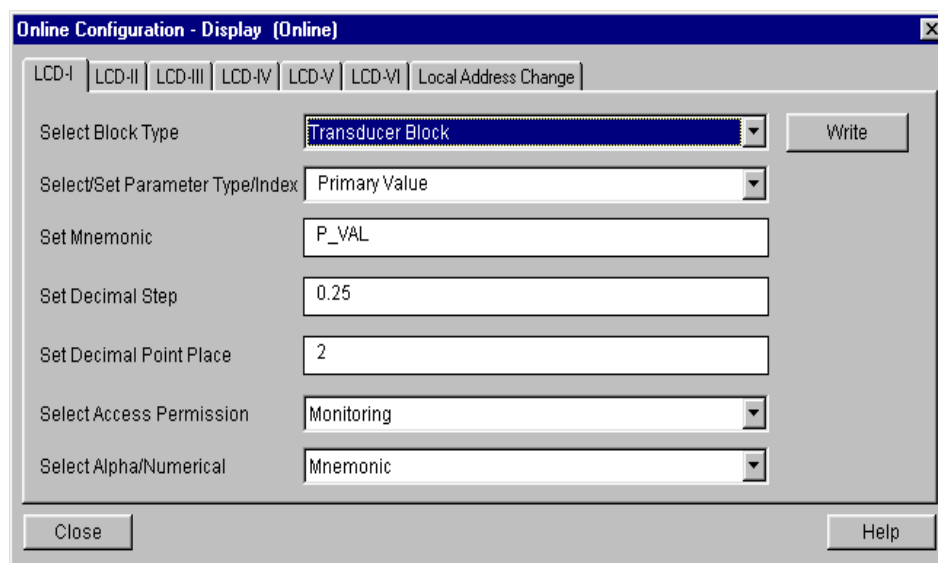 Online Configuration - Display (Online)
LCD-I LCD-II LCD-III LCD-IV LCD-V LCD-VI Local Address Change
Select Block Type Transducer Block Write
Select/Set Parameter Type/Index Primary Value
Set Mnemonic P_VAL
Set Decimal Step 0.25
Set Decimal Point Place 2
Select Access Permission Monitoring
Select Alpha/Numerical Mnemonic
Close Help